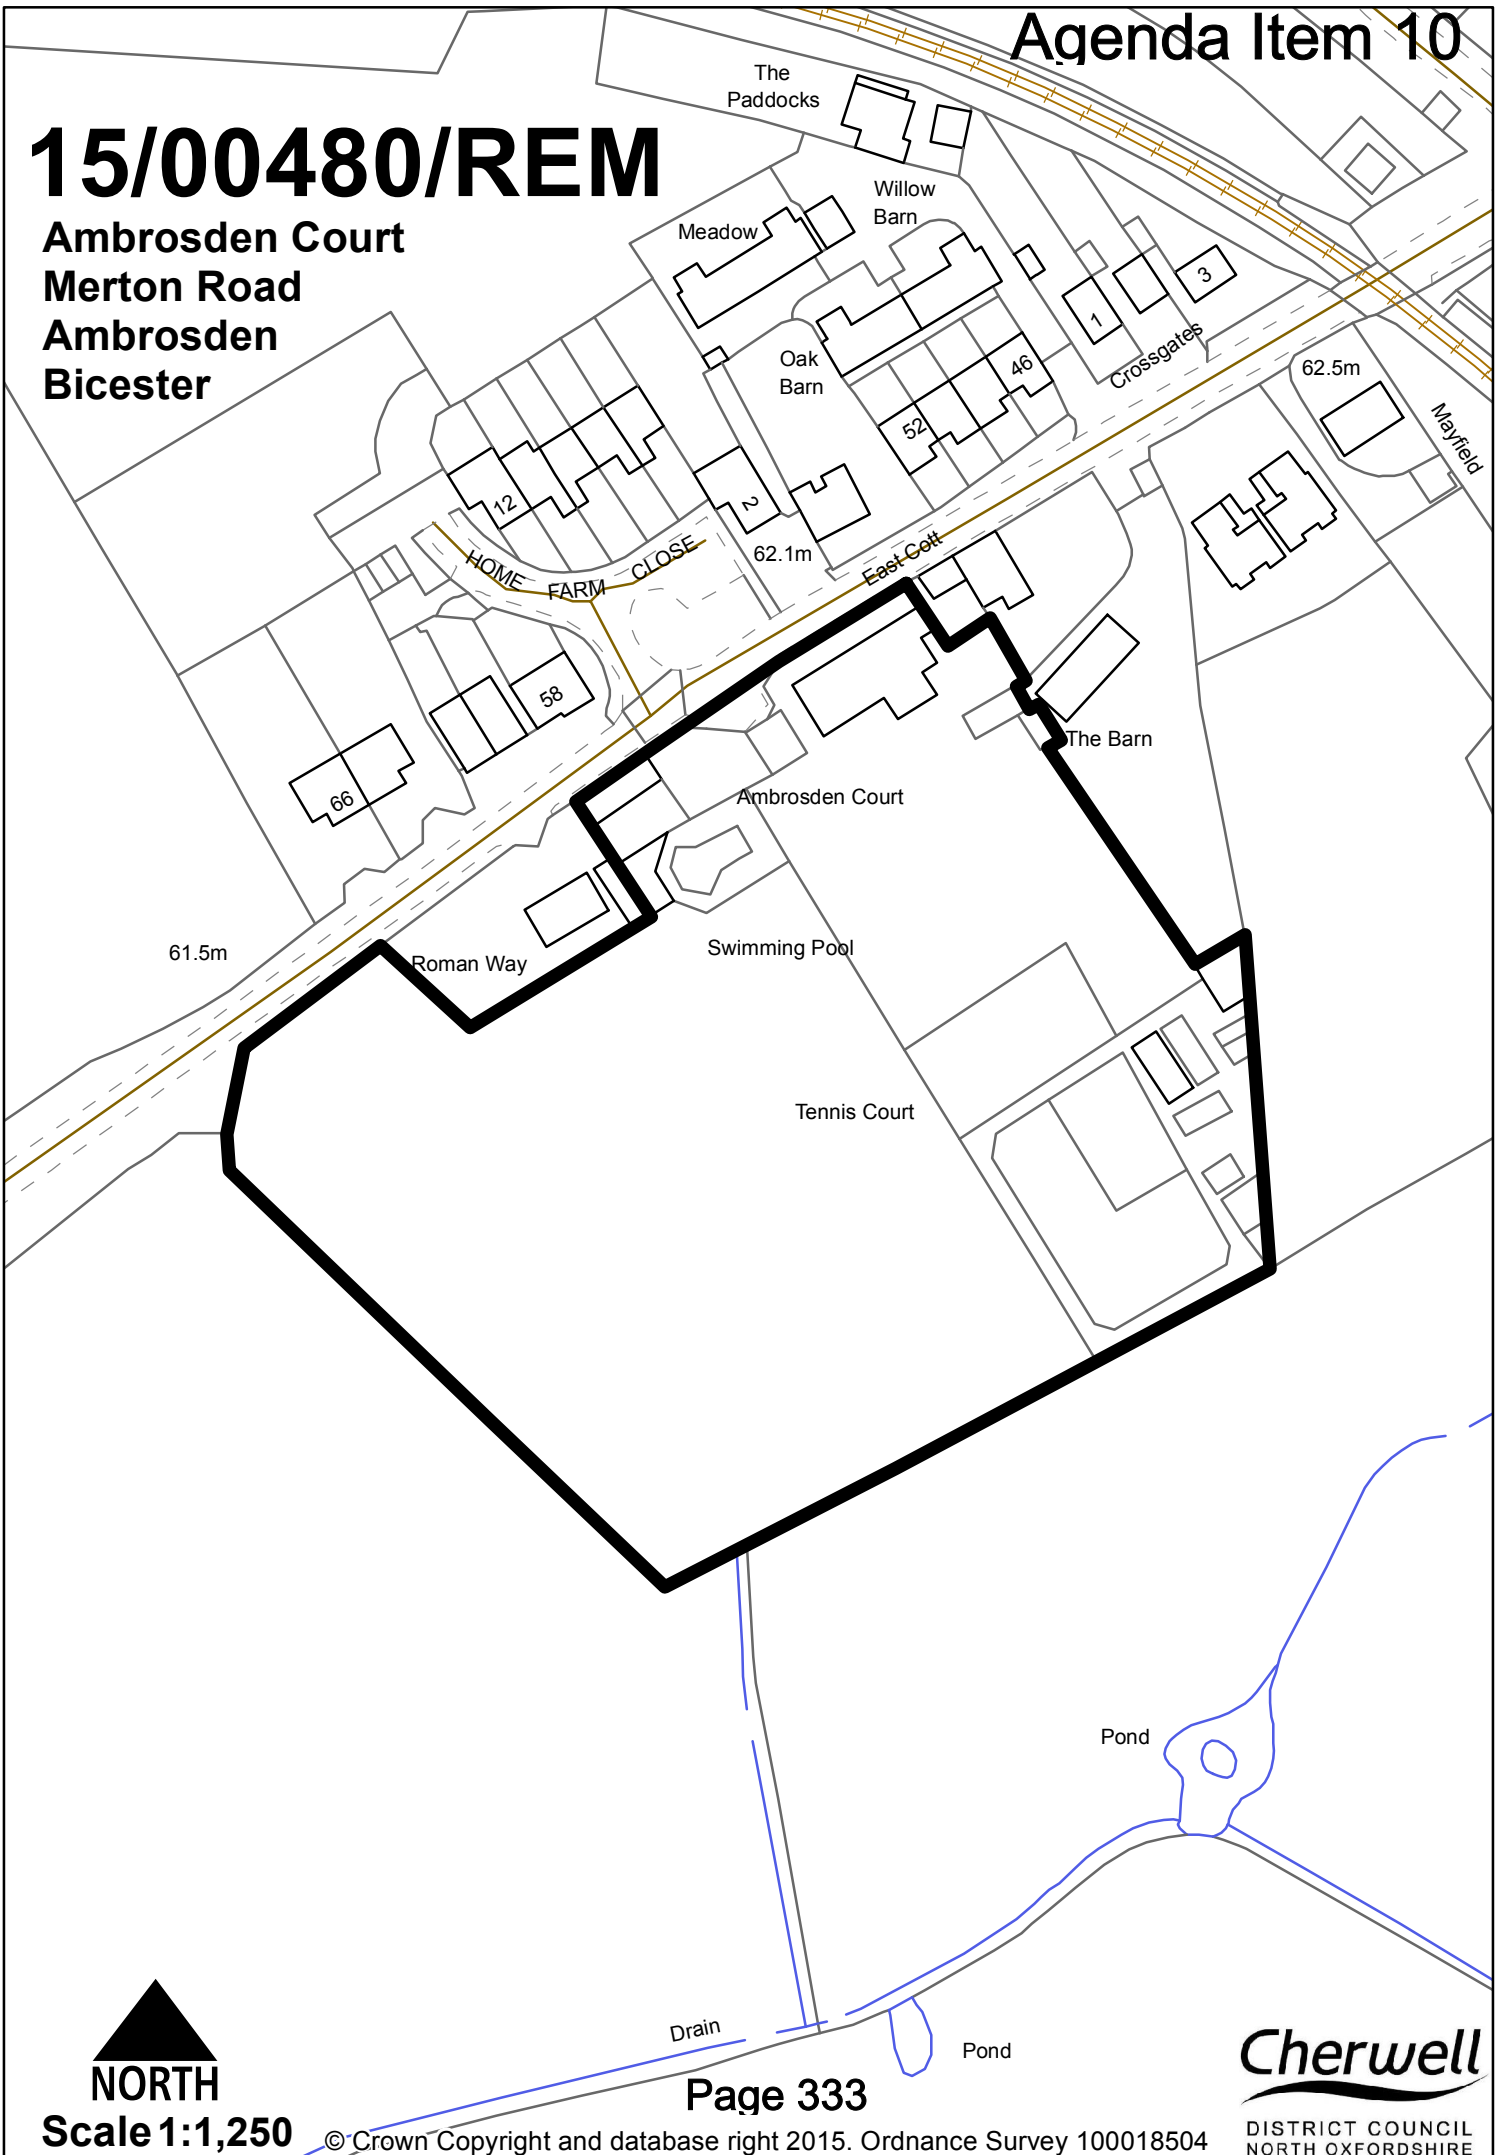 Agenda Item 10
15/00480/REM
Ambrosden Court
Merton Road
Ambrosden
Bicester
The
Paddocks
Willow
Barn
Meadow
3
1
Crossgates
Oak
Barn
46
62.5m
52
Mayfield
12
2
62.1m
East Cott
HOME FARM CLOSE
58
The Barn
66
Ambrosden Court
Swimming Pool
61.5m
Roman Way
Tennis Court
Pond
Drain
Pond
NORTH
Scale 1:1,250
Page 333
© Crown Copyright and database right 2015. Ordnance Survey 100018504
Cherwell
DISTRICT COUNCIL
NORTH OXFORDSHIRE